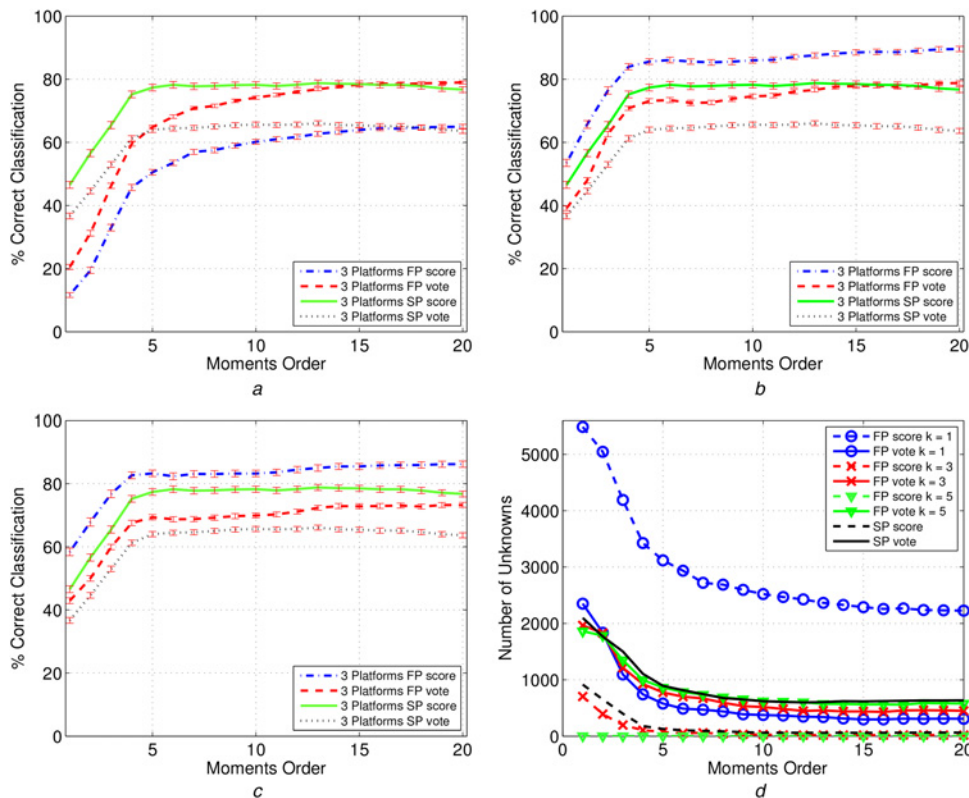 100
80
60
40
20
0
% Correct Classification
3 Platforms FP score
3 Platforms FP vote
3 Platforms SP score
3 Platforms SP vote
5
10
15
20
Moments Order
a
100
80
60
40
20
0
% Correct Classification
3 Platforms FP score
3 Platforms FP vote
3 Platforms SP score
3 Platforms SP vote
5
10
15
20
Moments Order
b
100
80
60
40
20
0
% Correct Classification
3 Platforms FP score
3 Platforms FP vote
3 Platforms SP score
3 Platforms SP vote
5
10
15
20
Moments Order
c
5000
4000
3000
2000
1000
0
Number of Unknowns
FP score k = 1
FP vote k = 1
FP score k = 3
FP vote k = 3
FP score k = 5
FP vote k = 5
SP score
SP vote
0
5
10
15
20
Moments Order
d